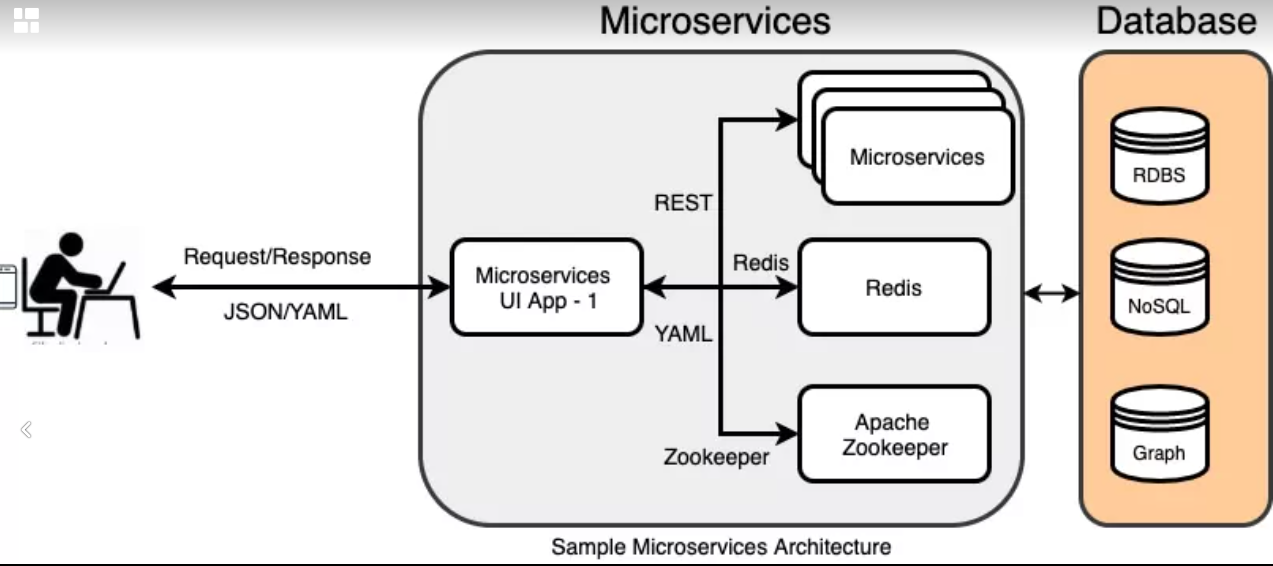 Microservices
Database
Microservices
REST
RDBS
Request/Response
JSON/YAML
Microservices
UI App - 1
Redis
Redis
YAML
NoSQL
Apache
Zookeeper
Zookeeper
Graph
Sample Microservices Architecture